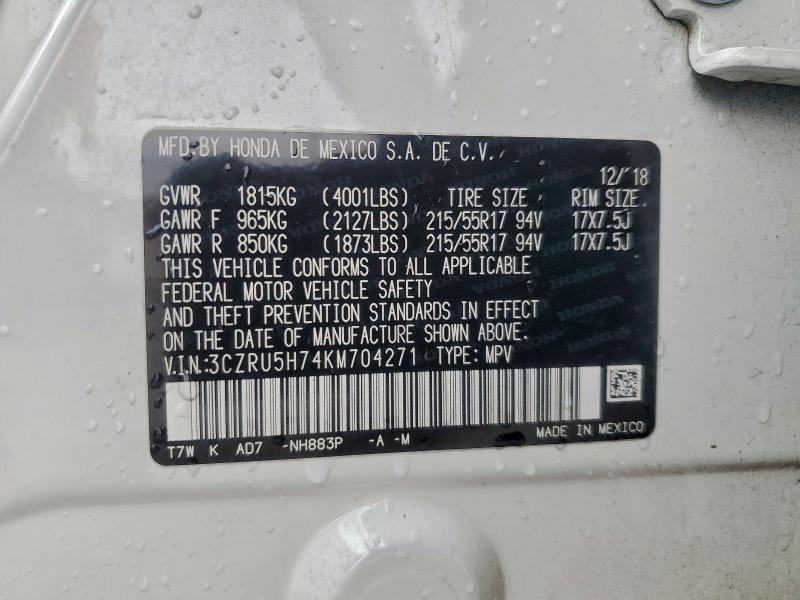 MFD.BY HONDA DE MEXICO S.A. DE C.V.
12/'18
GVWR 1815KG (4001LBS) TIRE SIZE RIM SIZE
GAWR F 965KG (2127LBS) 215/55R17 94V 17X7.5J
GAWR R 850KG (1873LBS) 215/55R17 94V 17X7.5J
THIS VEHICLE CONFORMS TO ALL APPLICABLE
FEDERAL MOTOR VEHICLE SAFETY
AND THEFT PREVENTION STANDARDS IN EFFECT
ON THE DATE OF MANUFACTURE SHOWN ABOVE.
V.I.N.:3CZRU5H74KM704271 TYPE: MPV
T7W K AD7 -NH883P -A -M
MADE IN MEXICO